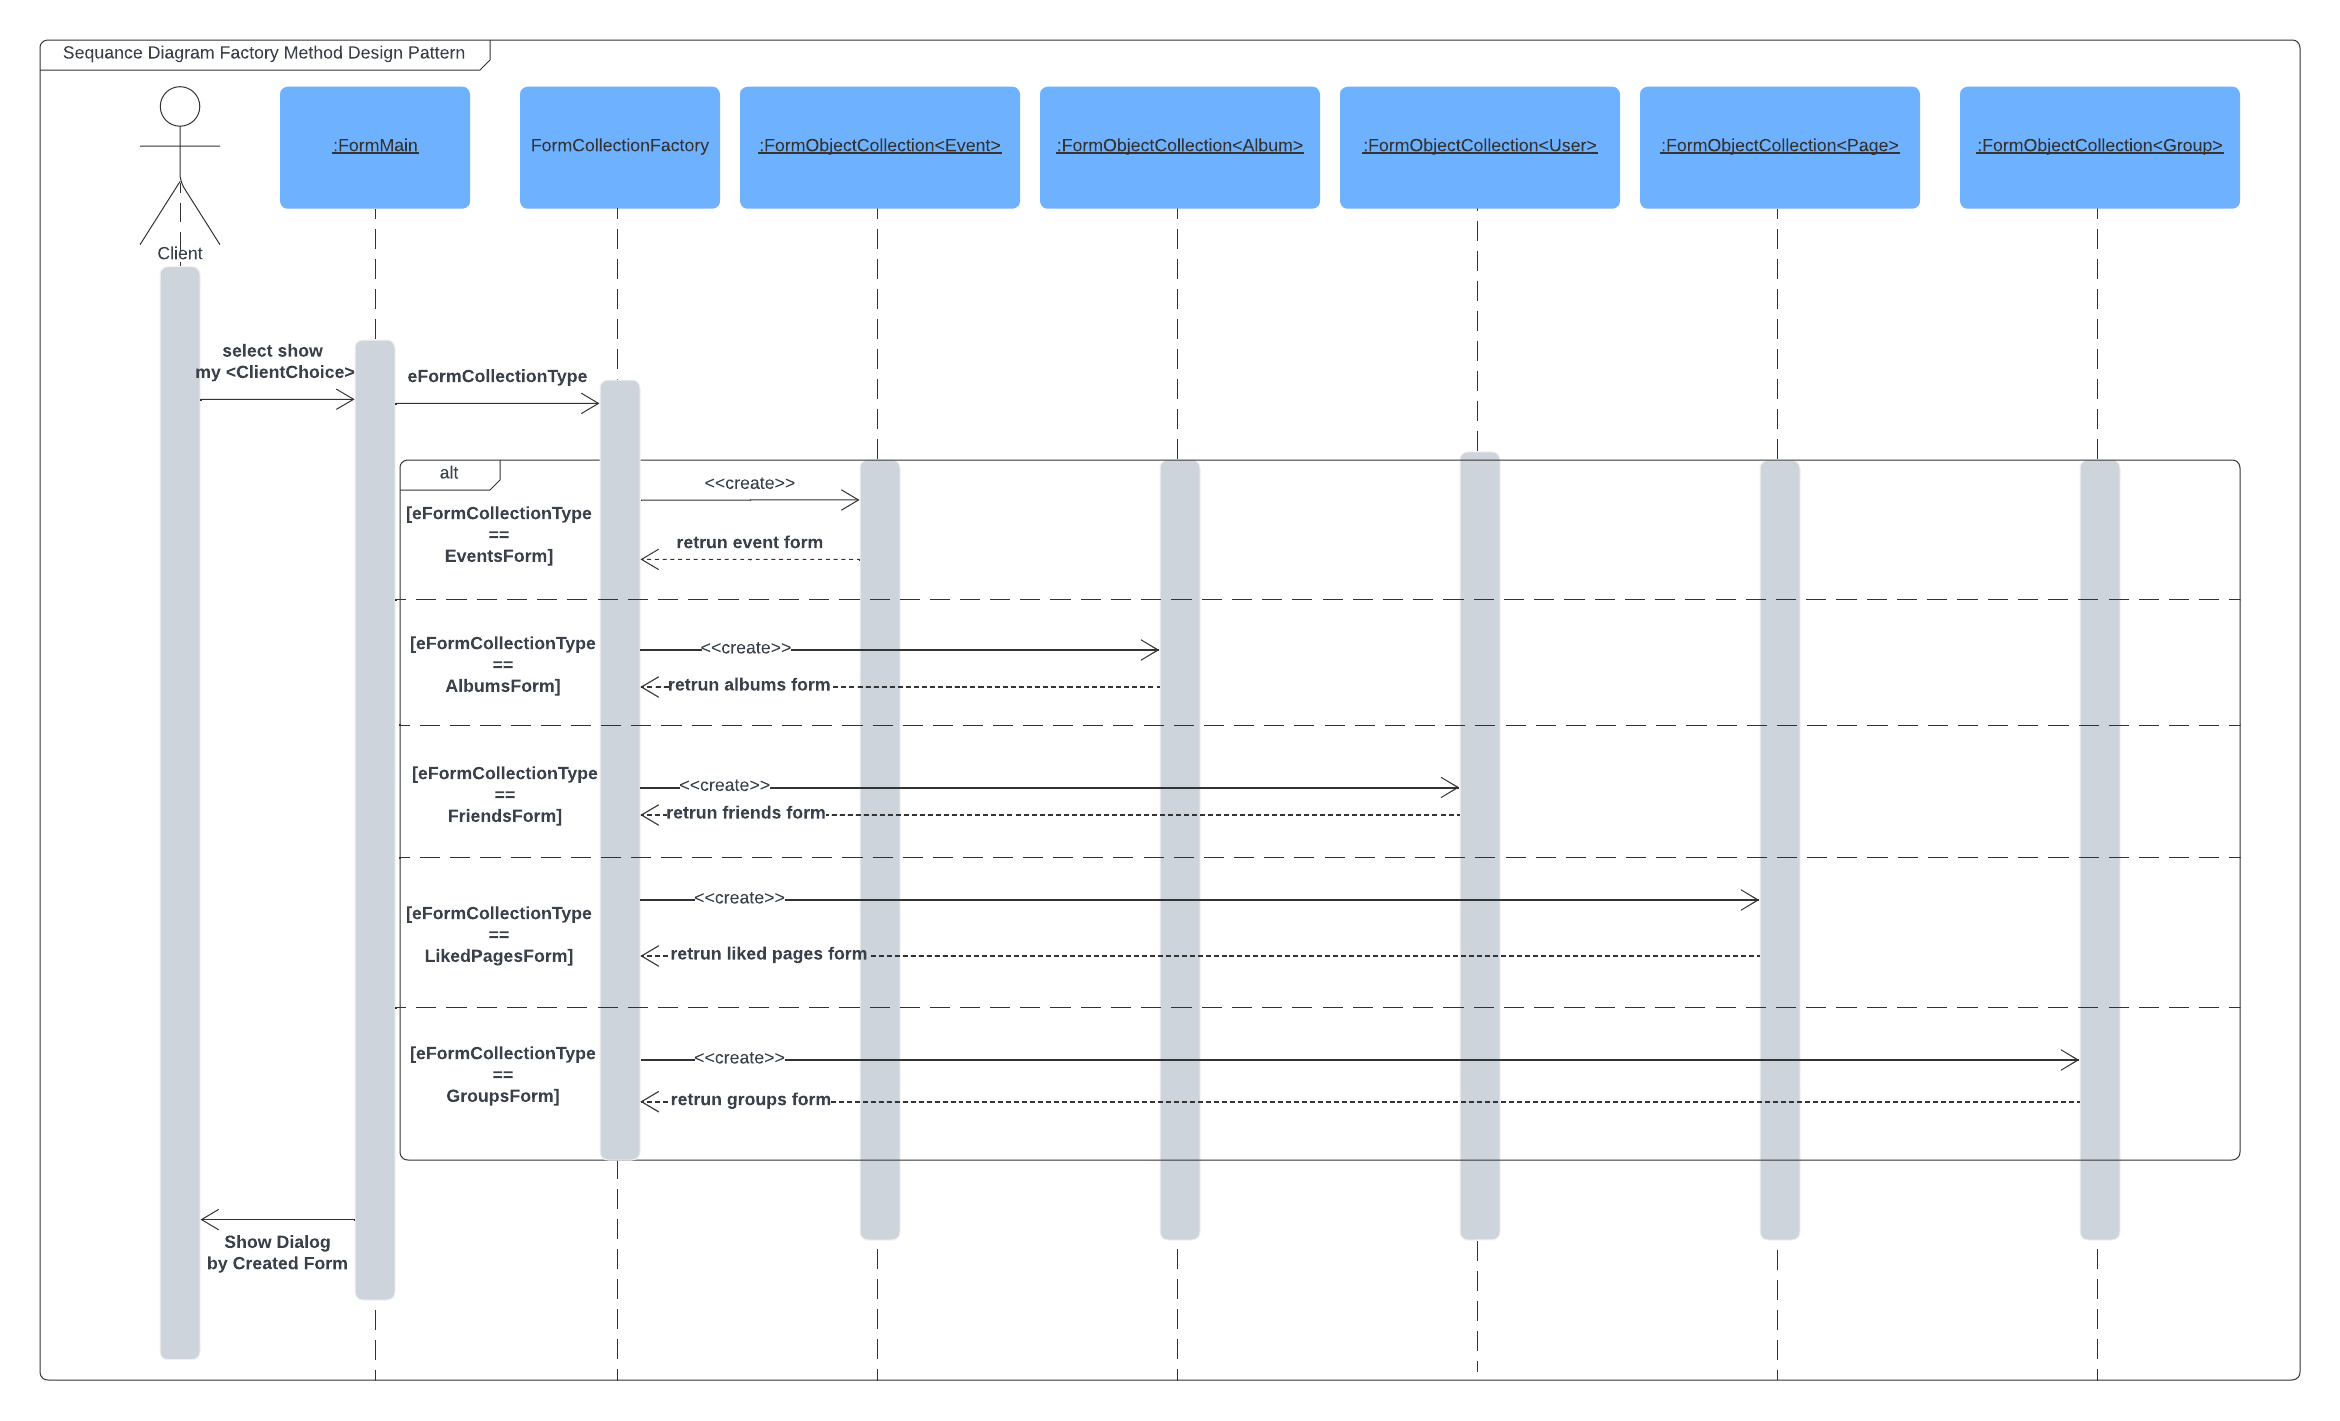 Sequance Diagram Factory Method Design Pattern
:FormMain
FormCollectionFactory
:FormObjectCollection<Event>
:FormObjectCollection<Album>
:FormObjectCollection<User>
:FormObjectCollection<Page>
:FormObjectCollection<Group>
Client
select show
my <ClientChoice>
eFormCollectionType
alt
<<create>>
[eFormCollectionType
==
EventsForm]
retrun event form
[eFormCollectionType
==
AlbumsForm]
<<create>>
retrun albums form
[eFormCollectionType
==
FriendsForm]
<<create>>
retrun friends form
<<create>>
[eFormCollectionType
==
LikedPagesForm]
retrun liked pages form
[eFormCollectionType
==
GroupsForm]
<<create>>
retrun groups form
Show Dialog
by Created Form